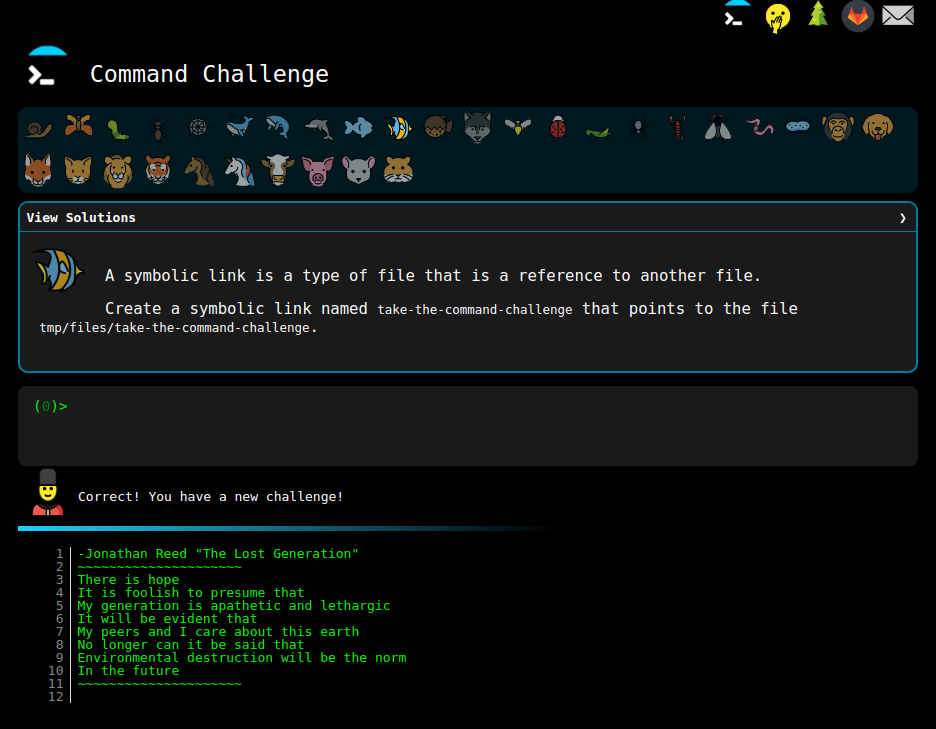 Command Challenge
View Solutions
A symbolic link is a type of file that is a reference to another file.
Create a symbolic link named take-the-command-challenge that points to the file
tmp/files/take-the-command-challenge.
(0)>
Correct! You have a new challenge!
1 -Jonathan Reed "The Lost Generation"
2 ~~~~~~~~~~~~~~~~~~~~~
3 There is hope
4 It is foolish to presume that
5 My generation is apathetic and lethargic
6 It will be evident that
7 My peers and I care about this earth
8 No longer can it be said that
9 Environmental destruction will be the norm
10 In the future
11 ~~~~~~~~~~~~~~~~~~~~~
12